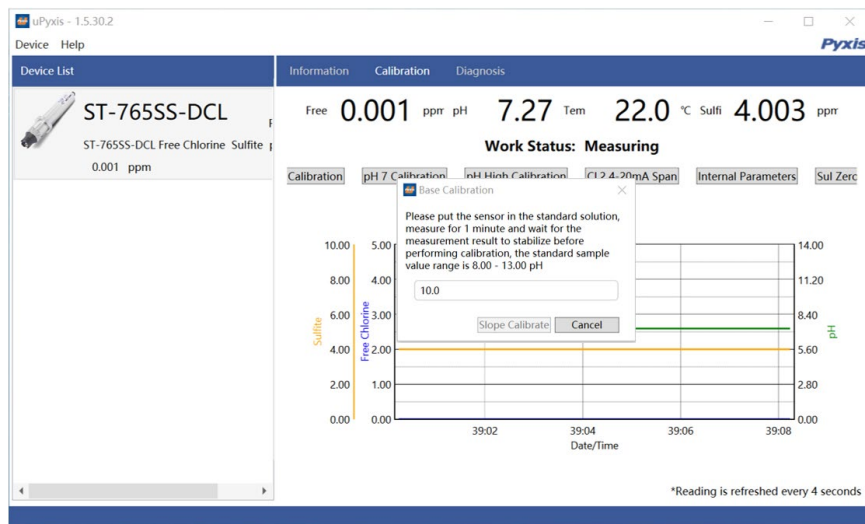 uPyxis - 1.5.30.2
Device Help
Pyxis
Device List
Information Calibration Diagnosis
ST-765SS-DCL
ST-765SS-DCL Free Chlorine Sulfite
0.001 ppm
Free 0.001 ppm pH 7.27 Tem 22.0 °C Sulfi 4.003 ppm
Work Status: Measuring
Calibration pH 7 Calibration pH High Calibration CL2 4-20mA Span Internal Parameters Sul Zero
Base Calibration
Please put the sensor in the standard solution,
measure for 1 minute and wait for the
measurement result to stabilize before
performing calibration, the standard sample
value range is 8.00 - 13.00 pH
10.0
Slope Calibrate Cancel
10.00 5.00 14.00
8.00 4.00 11.20
6.00 3.00 8.40
4.00 2.00 5.60
2.00 1.00 2.80
0.00 0.00 0.00
Sulfite
Free Chlorine
pH
39:02 39:04 39:06 39:08
Date/Time
*Reading is refreshed every 4 seconds